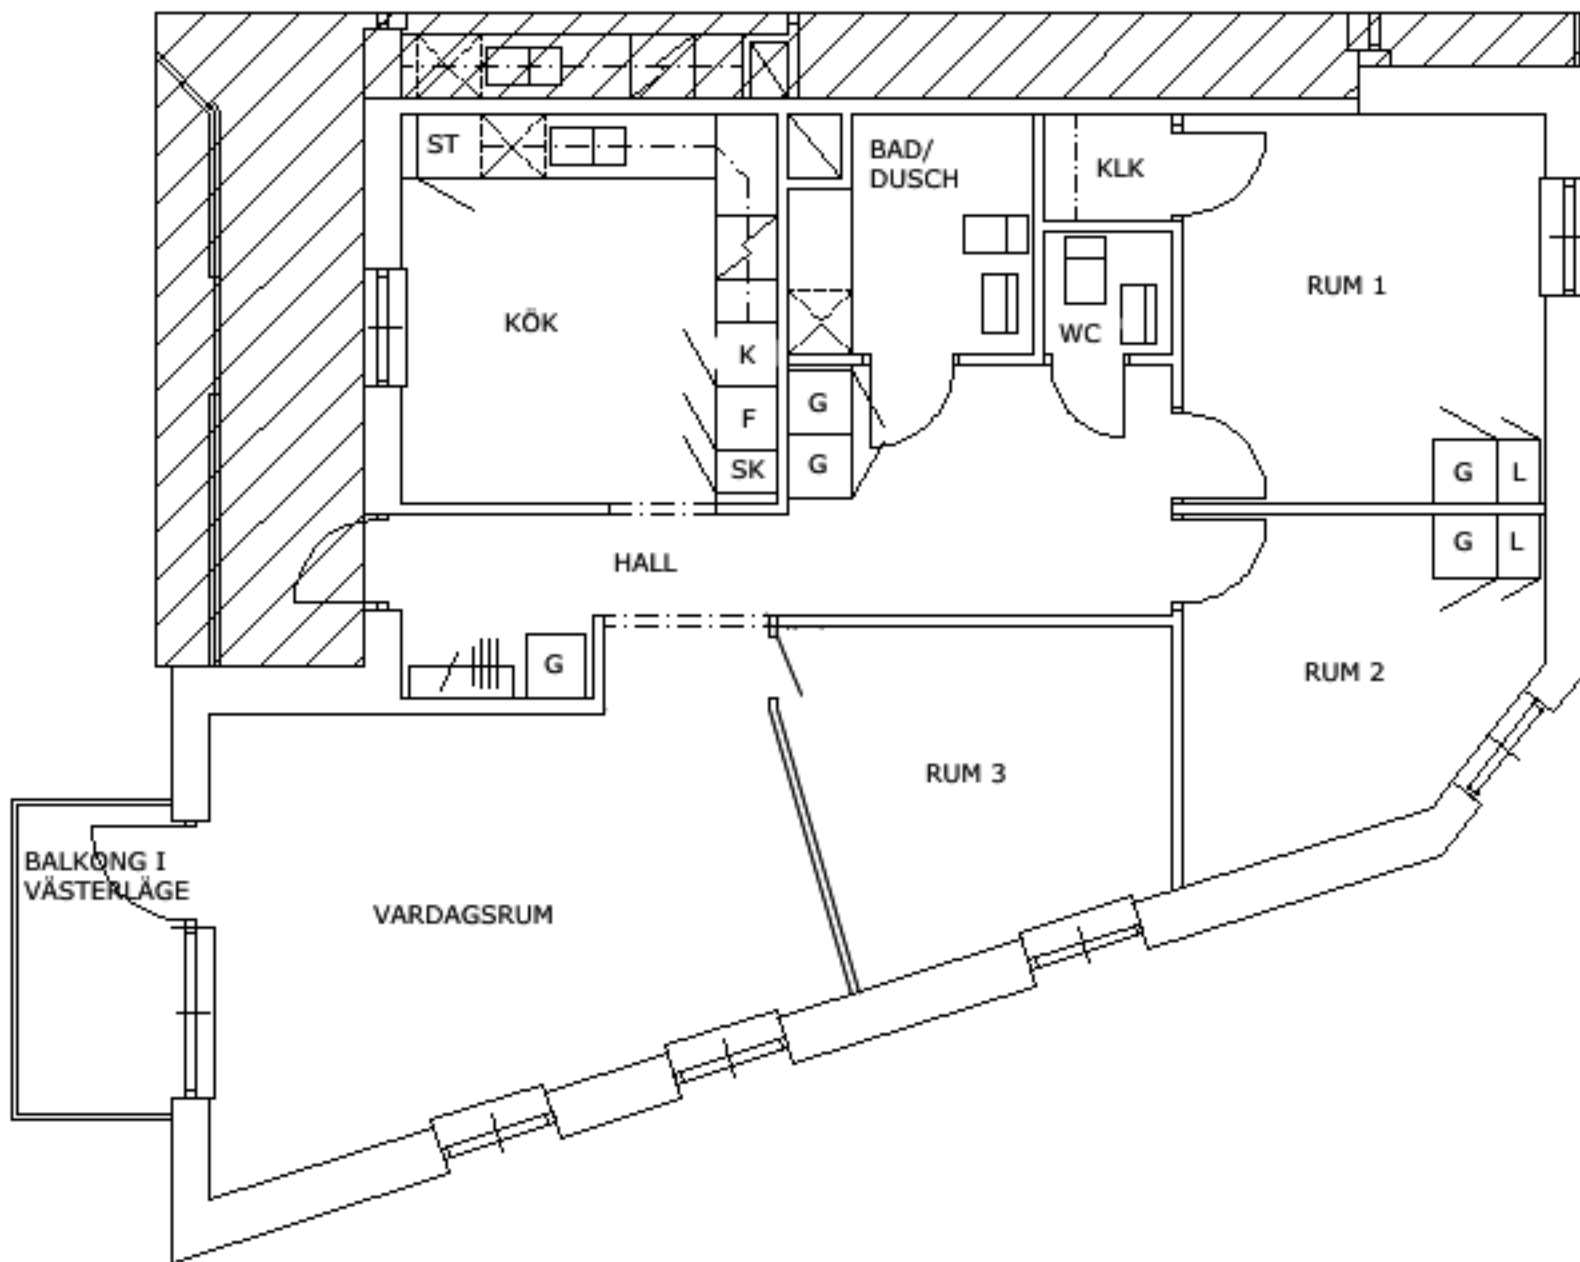 ST
BAD/
DUSCH
KLK
RUM 1
KÖK
WC
K
F
SK
G
G
G L
G L
HALL
G
RUM 2
RUM 3
BALKONG I
VÄSTERLÄGE
VARDAGSRUM